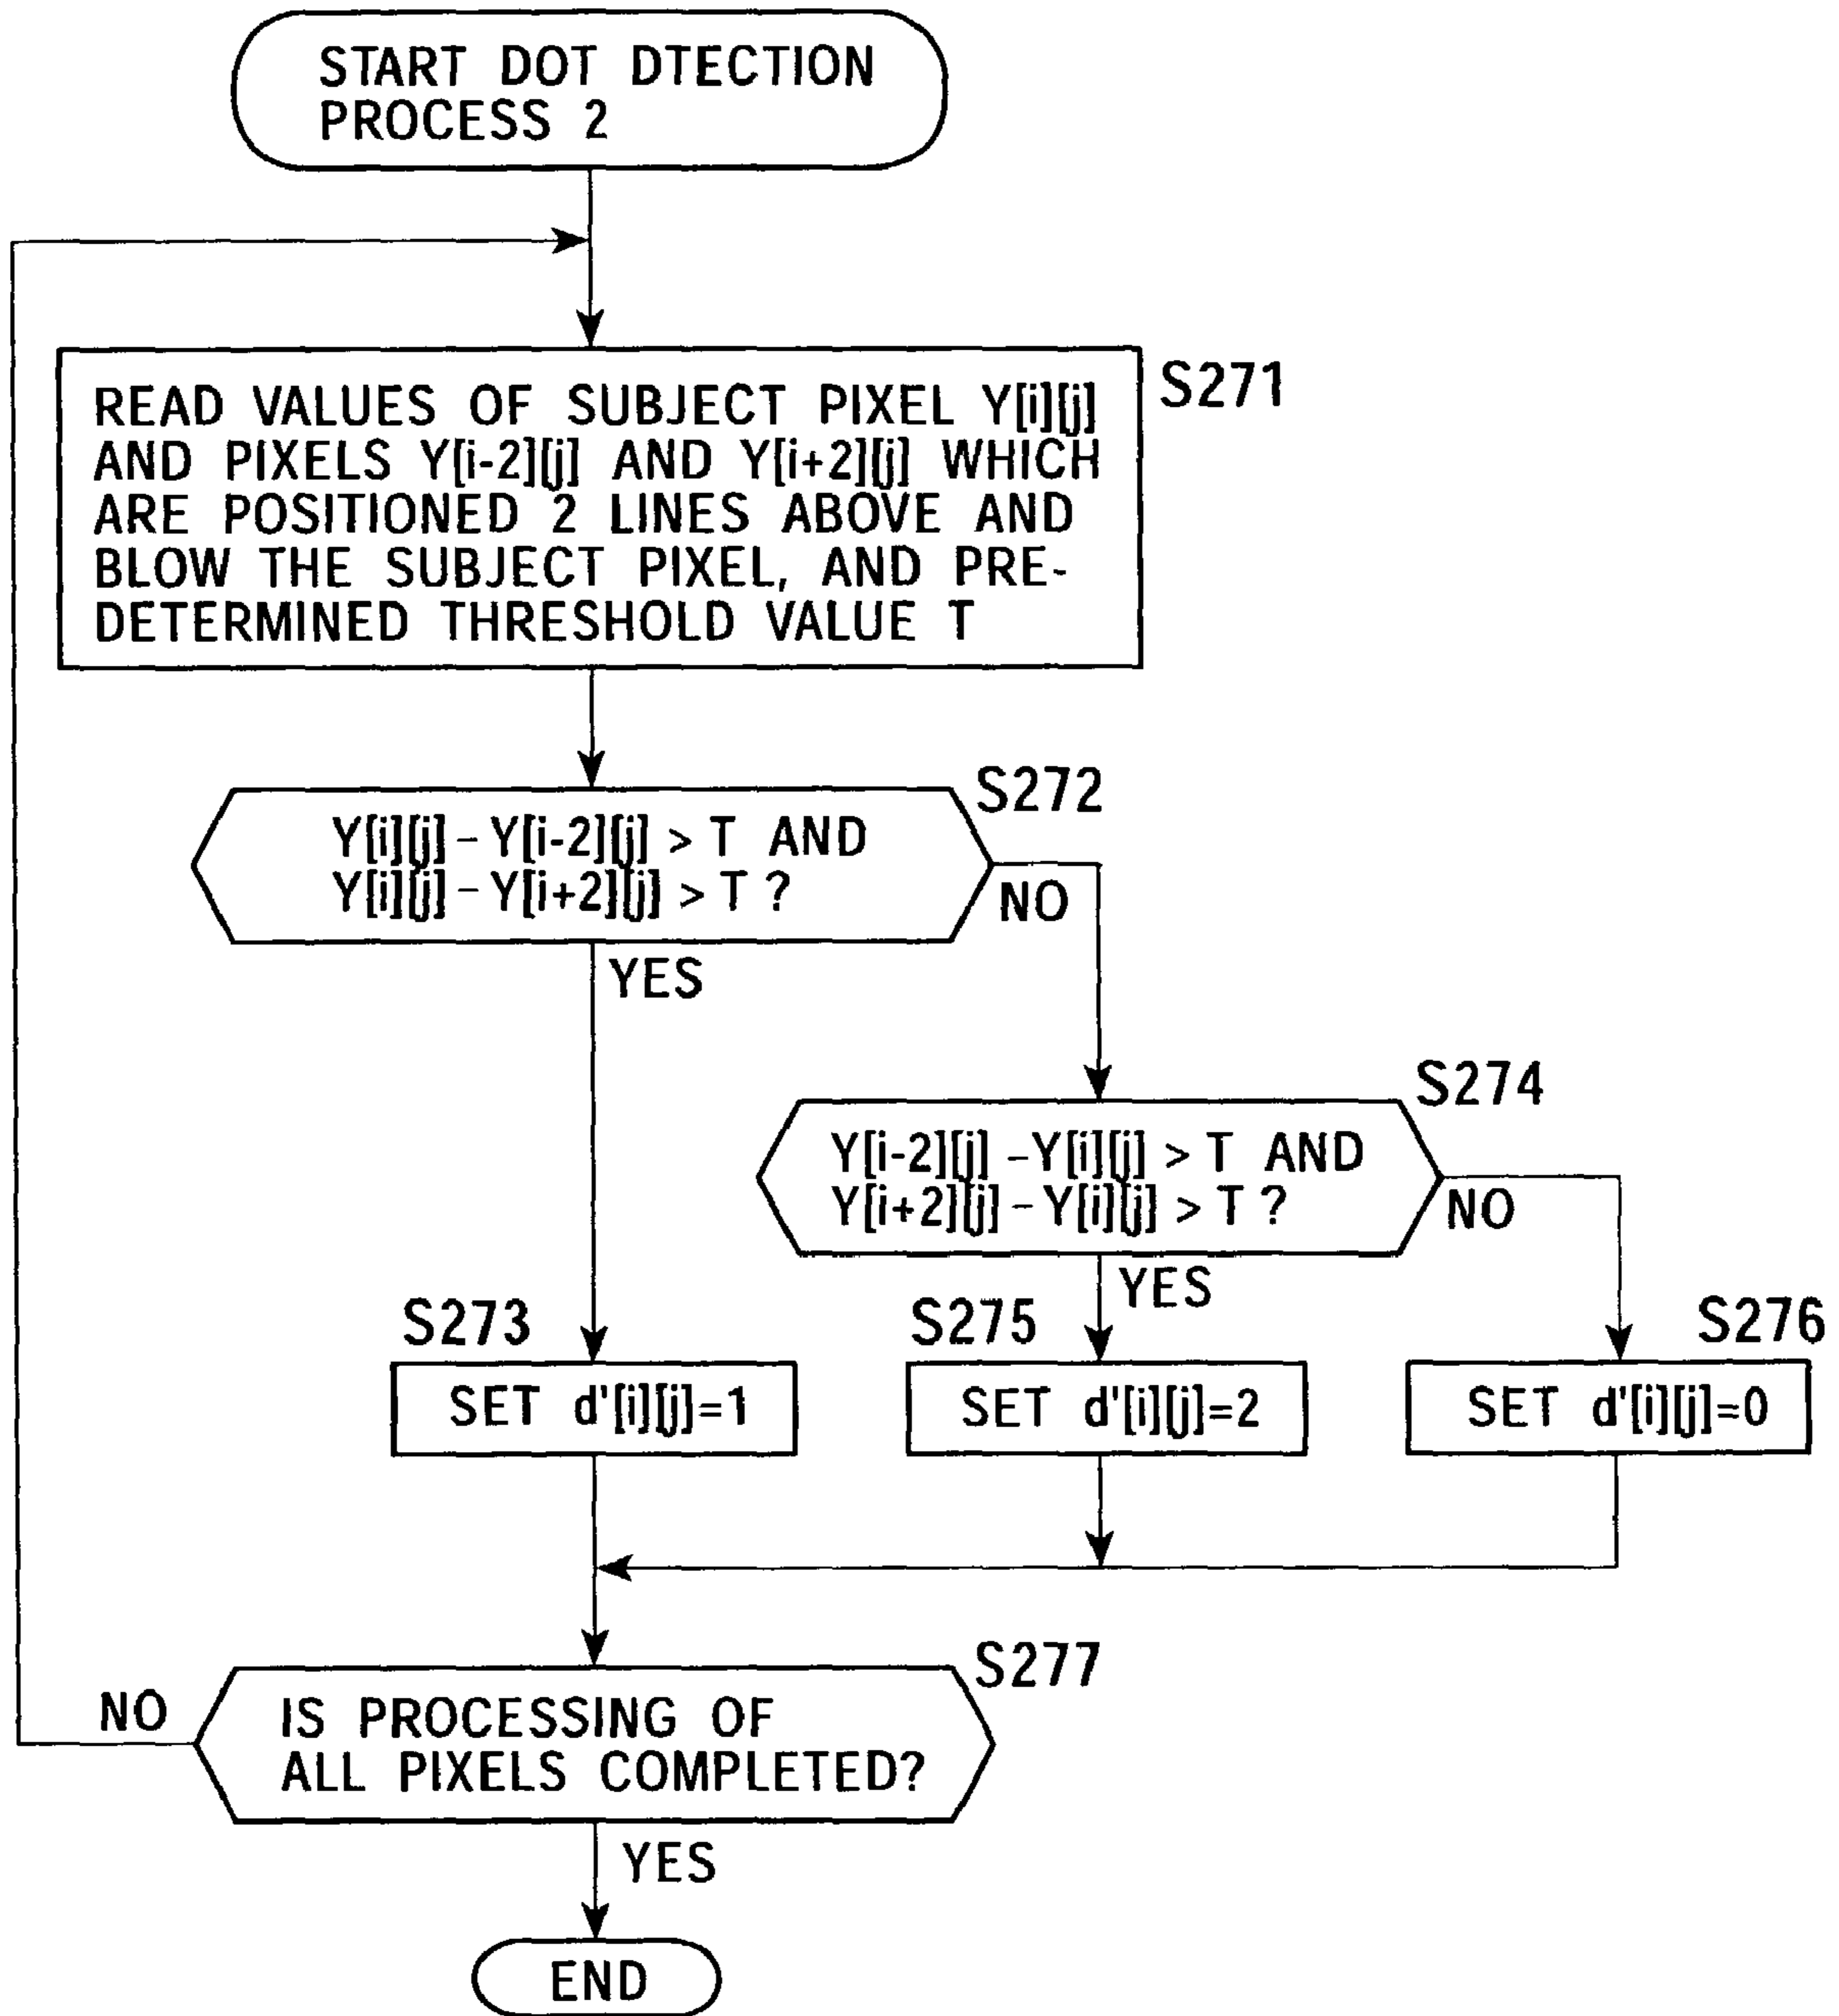 START DOT DTECTION
PROCESS 2
READ VALUES OF SUBJECT PIXEL Y[i][j]
AND PIXELS Y[i-2][j] AND Y[i+2][j] WHICH
ARE POSITIONED 2 LINES ABOVE AND
BLOW THE SUBJECT PIXEL, AND PRE-
DETERMINED THRESHOLD VALUE T
S271
S272
Y[i][j] – Y[i-2][j] > T AND
Y[i][j] – Y[i+2][j] > T ?
NO
YES
S274
Y[i-2][j] – Y[i][j] > T AND
Y[i+2][j] – Y[i][j] > T ?
NO
YES
S273
SET d'[i][j]=1
S275
SET d'[i][j]=2
S276
SET d'[i][j]=0
S277
NO
IS PROCESSING OF
ALL PIXELS COMPLETED?
YES
END